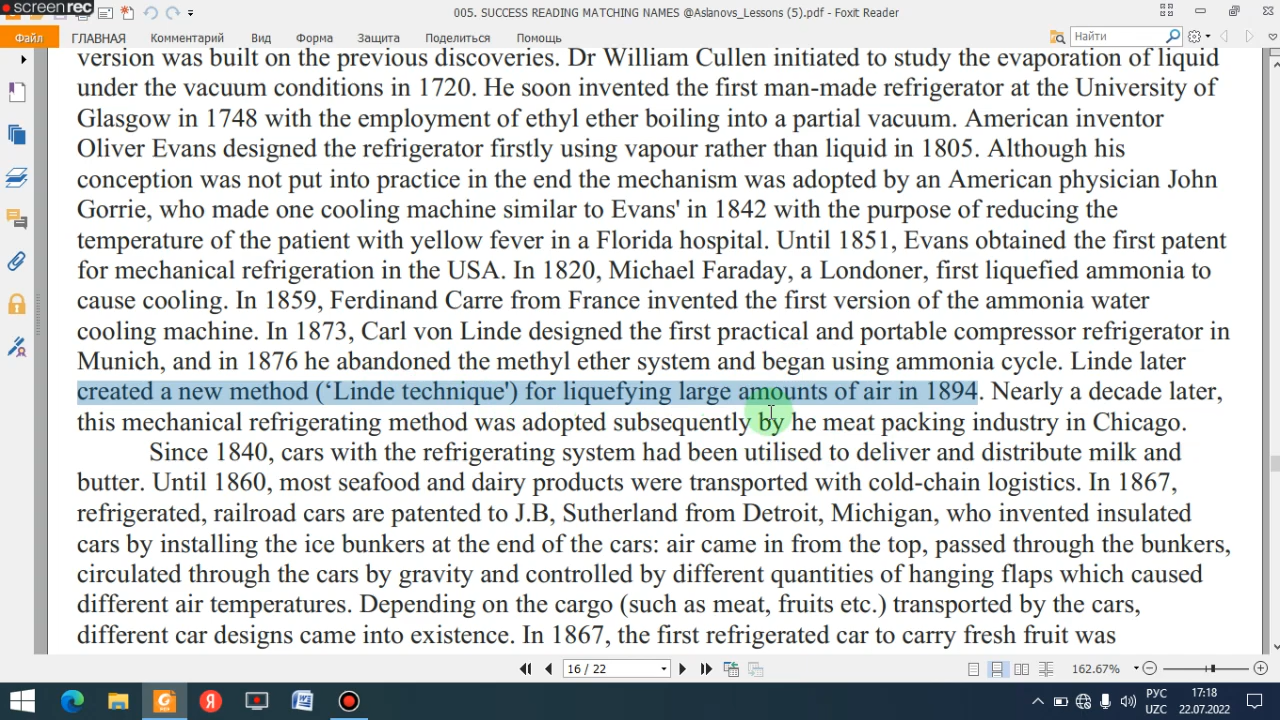 screen rec
005. SUCCESS READING MATCHING NAMES @Aslanovs_Lessons (5).pdf - Foxit Reader
Файл ГЛАВНАЯ Комментарий Вид Форма Защита Поделиться Помощь Найти
version was built on the previous discoveries. Dr William Cullen initiated to study the evaporation of liquid
under the vacuum conditions in 1720. He soon invented the first man-made refrigerator at the University of
Glasgow in 1748 with the employment of ethyl ether boiling into a partial vacuum. American inventor
Oliver Evans designed the refrigerator firstly using vapour rather than liquid in 1805. Although his
conception was not put into practice in the end the mechanism was adopted by an American physician John
Gorrie, who made one cooling machine similar to Evans' in 1842 with the purpose of reducing the
temperature of the patient with yellow fever in a Florida hospital. Until 1851, Evans obtained the first patent
for mechanical refrigeration in the USA. In 1820, Michael Faraday, a Londoner, first liquefied ammonia to
cause cooling. In 1859, Ferdinand Carre from France invented the first version of the ammonia water
cooling machine. In 1873, Carl von Linde designed the first practical and portable compressor refrigerator in
Munich, and in 1876 he abandoned the methyl ether system and began using ammonia cycle. Linde later
created a new method (‘Linde technique') for liquefying large amounts of air in 1894. Nearly a decade later,
this mechanical refrigerating method was adopted subsequently by he meat packing industry in Chicago.
Since 1840, cars with the refrigerating system had been utilised to deliver and distribute milk and
butter. Until 1860, most seafood and dairy products were transported with cold-chain logistics. In 1867,
refrigerated, railroad cars are patented to J.B, Sutherland from Detroit, Michigan, who invented insulated
cars by installing the ice bunkers at the end of the cars: air came in from the top, passed through the bunkers,
circulated through the cars by gravity and controlled by different quantities of hanging flaps which caused
different air temperatures. Depending on the cargo (such as meat, fruits etc.) transported by the cars,
different car designs came into existence. In 1867, the first refrigerated car to carry fresh fruit was
16 / 22 162.67%
РУС 17:18
UZC 22.07.2022